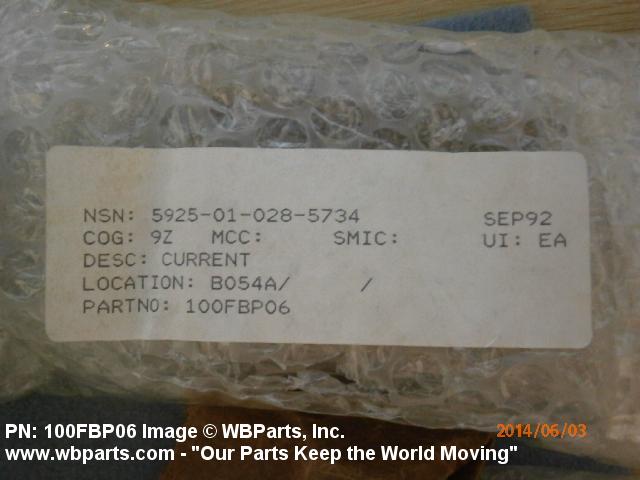 NSN: 5925-01-028-5734 SEP92
COG: 9Z MCC: SMIC: UI: EA
DESC: CURRENT
LOCATION: B054A/ /
PARTNO: 100FBP06
PN: 100FBP06 Image © WBParts, Inc. 2014/06/03
www.wbparts.com - "Our Parts Keep the World Moving"